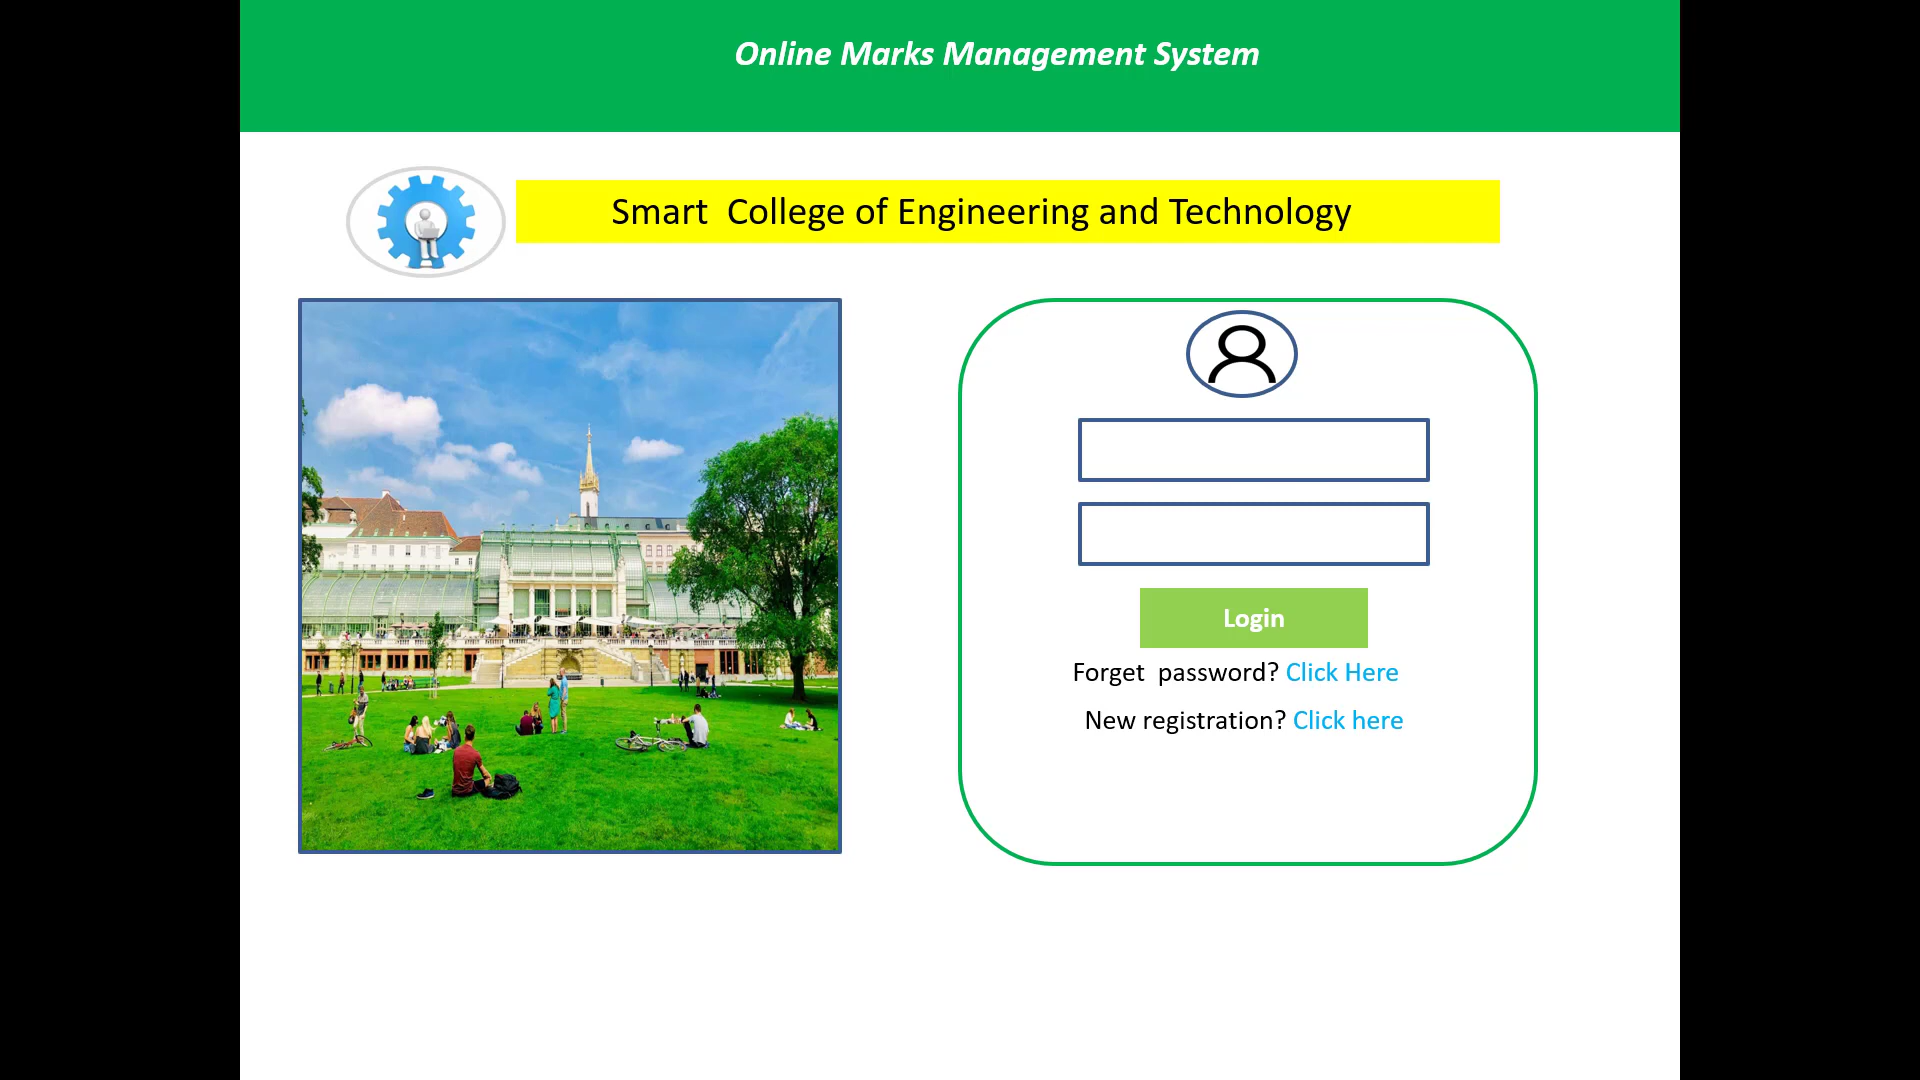 Online Marks Management System
Smart  College of Engineering and Technology
Login
Forget  password? Click Here
New registration? Click here